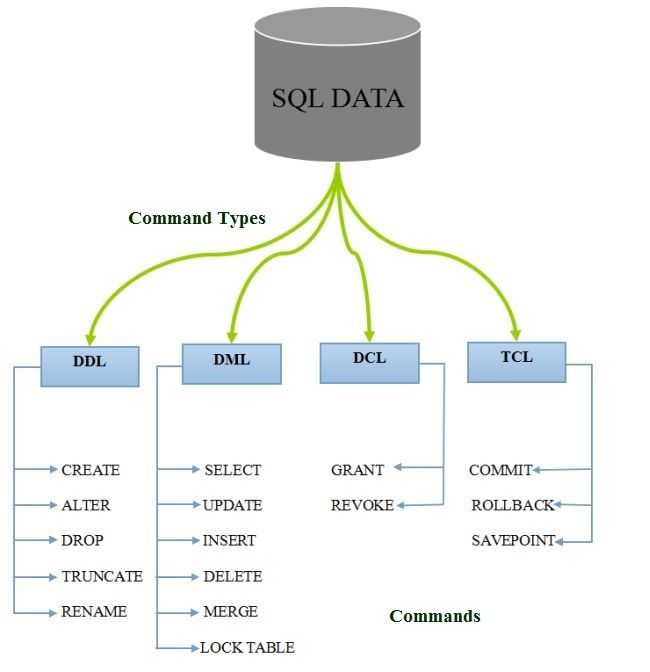 SQL DATA
Command Types
DDL
DML
DCL
TCL
CREATE
SELECT
GRANT
COMMIT
ALTER
UPDATE
REVOKE
ROLLBACK
DROP
INSERT
SAVEPOINT
TRUNCATE
DELETE
RENAME
MERGE
Commands
LOCK TABLE